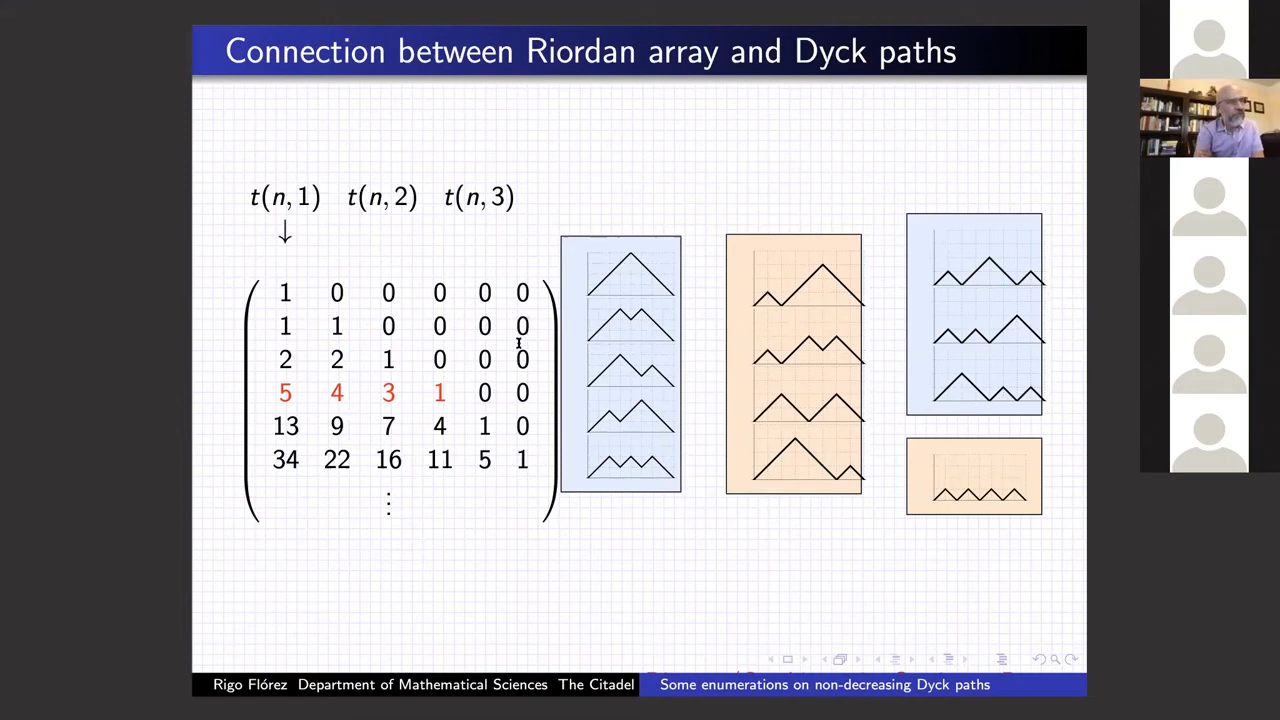 Connection between Riordan array and Dyck paths
t(n, 1) t(n, 2) t(n, 3)
↓
1 0 0 0 0 0
1 1 0 0 0 0
2 2 1 0 0 0
5 4 3 1 0 0
13 9 7 4 1 0
34 22 16 11 5 1
⋮
Rigo Flórez Department of Mathematical Sciences The Citadel
Some enumerations on non-decreasing Dyck paths